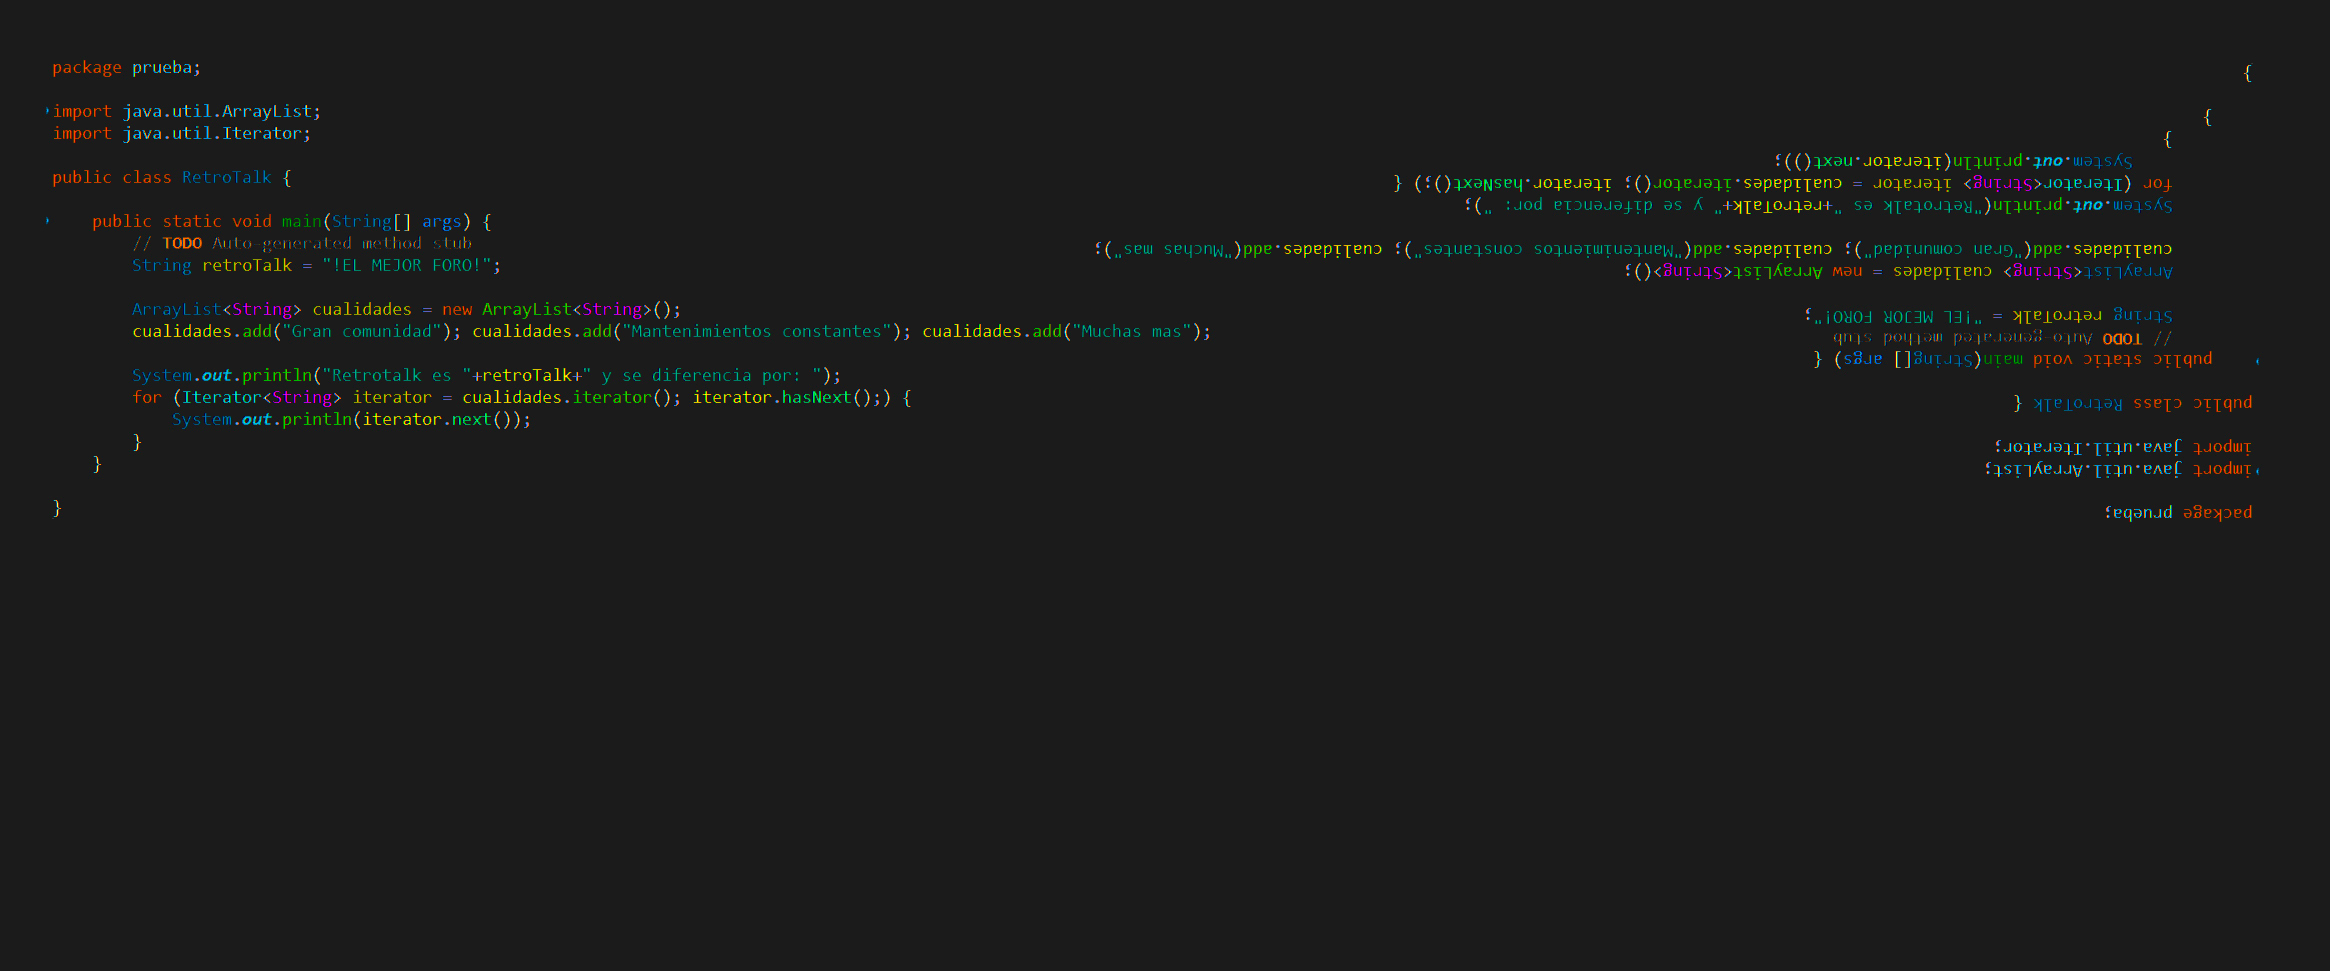 package prueba;
import java.util.ArrayList;
import java.util.Iterator;
public class RetroTalk {
public static void main(String[] args) {
// TODO Auto-generated method stub
String retroTalk = "!EL MEJOR FORO!";
ArrayList<String> cualidades = new ArrayList<String>();
cualidades.add("Gran comunidad"); cualidades.add("Mantenimientos constantes"); cualidades.add("Muchas mas");
System.out.println("Retrotalk es "+retroTalk+" y se diferencia por: ");
for (Iterator<String> iterator = cualidades.iterator(); iterator.hasNext();) {
System.out.println(iterator.next());
}
}
}
package prueba;
import java.util.ArrayList;
import java.util.Iterator;
public class RetroTalk {
public static void main(String[] args) {
// TODO Auto-generated method stub
String retroTalk = "!EL MEJOR FORO!";
ArrayList<String> cualidades = new ArrayList<String>();
cualidades.add("Gran comunidad"); cualidades.add("Mantenimientos constantes"); cualidades.add("Muchas mas");
System.out.println("Retrotalk es "+retroTalk+" y se diferencia por: ");
for (Iterator<String> iterator = cualidades.iterator(); iterator.hasNext();) {
System.out.println(iterator.next());
}
}
}